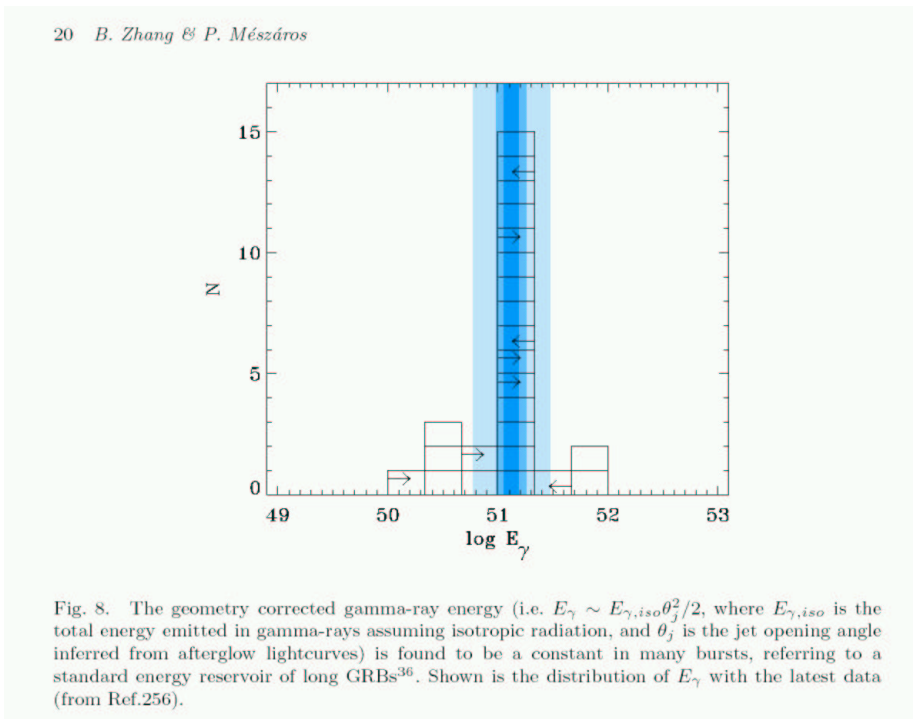 20 B. Zhang & P. Mészáros
15
10
N
5
0
49 50 51 52 53
log E_γ
Fig. 8. The geometry corrected gamma-ray energy (i.e. E_γ ∼ E_{γ,iso}θ_j^2/2, where E_{γ,iso} is the
total energy emitted in gamma-rays assuming isotropic radiation, and θ_j is the jet opening angle
inferred from afterglow lightcurves) is found to be a constant in many bursts, referring to a
standard energy reservoir of long GRBs^36. Shown is the distribution of E_γ with the latest data
(from Ref.256).